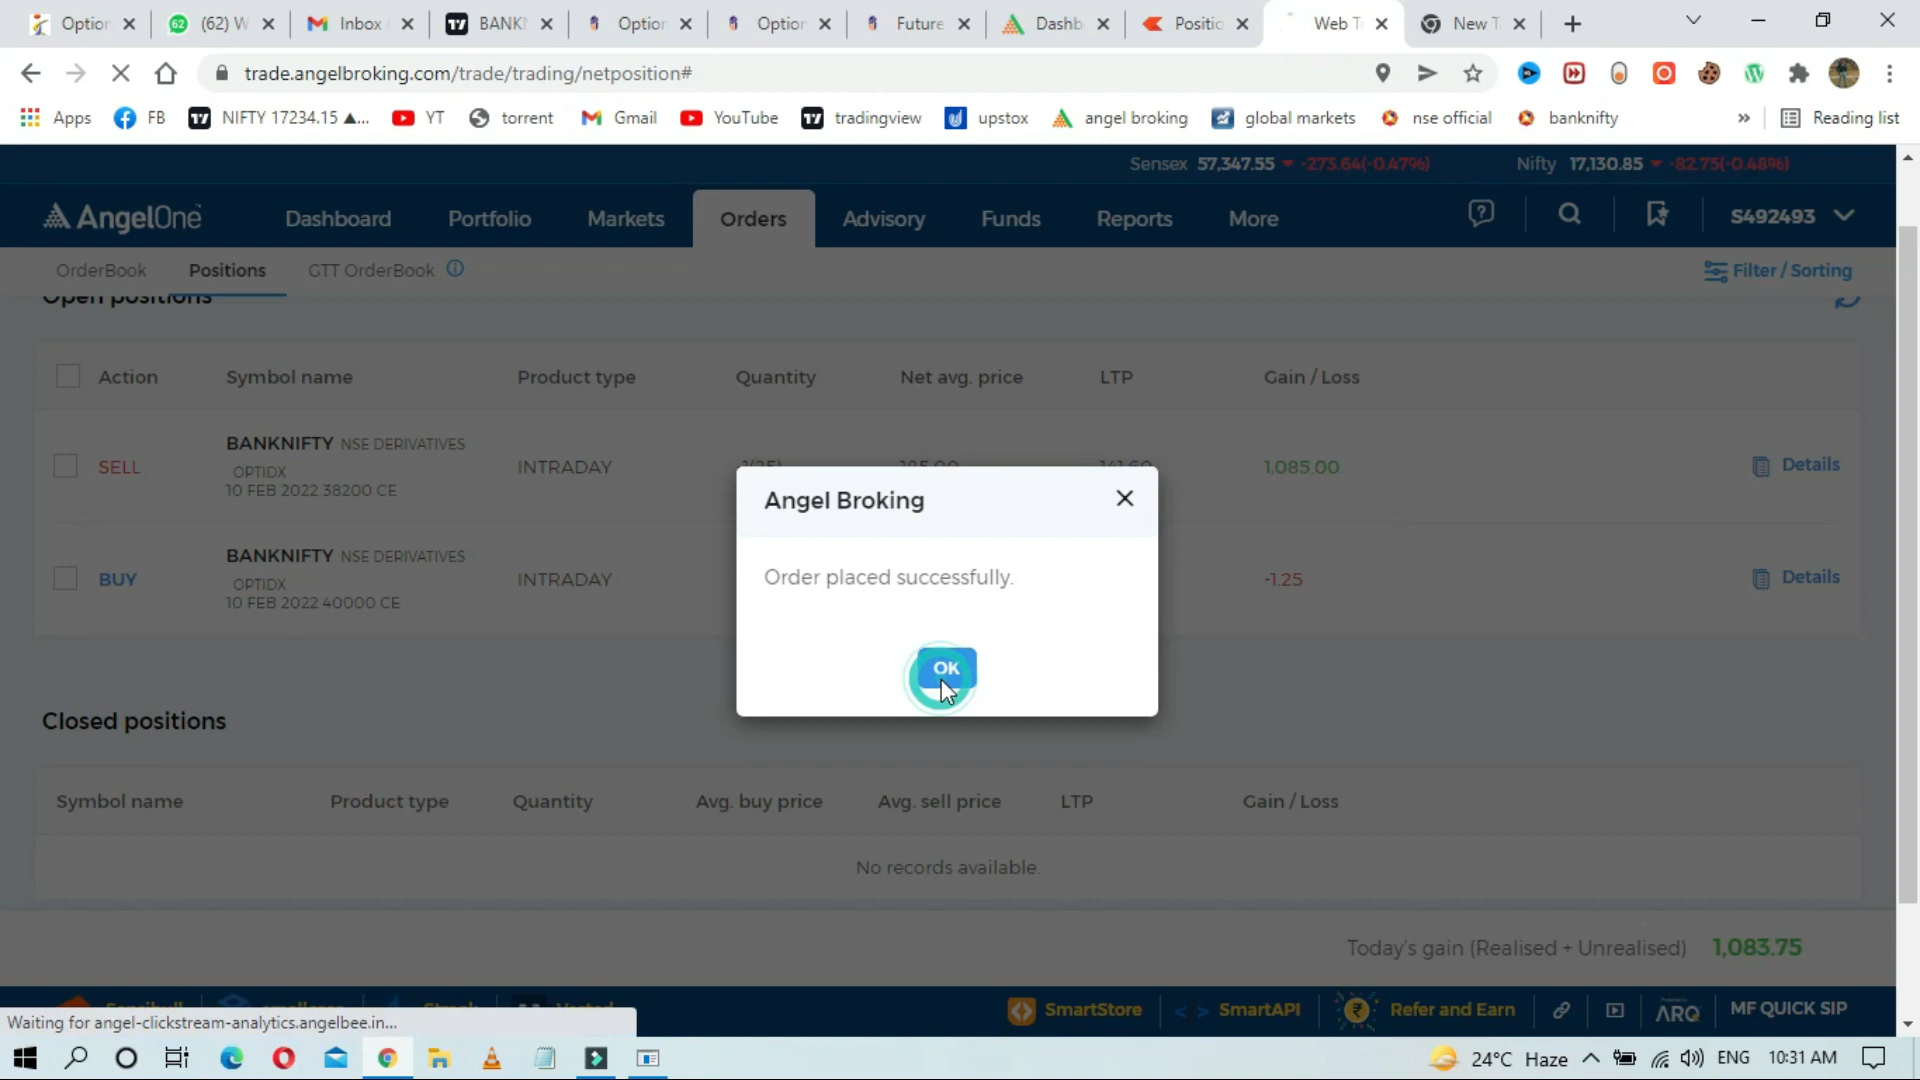 Option
(62) W
Inbox
BANKN
Option
Option
Future
Dashb
Positio
Web Tr
New T
trade.angelbroking.com/trade/trading/netposition#
Apps
FB
NIFTY 17234.15 ▲...
YT
torrent
Gmail
YouTube
tradingview
upstox
angel broking
global markets
nse official
banknifty
»
Reading list
Sensex 57,347.55 -273.64(-0.47%)
Nifty 17,130.85 -82.75(-0.48%)
AngelOne
Dashboard
Portfolio
Markets
Orders
Advisory
Funds
Reports
More
S492493
OrderBook
Positions
GTT OrderBook
Filter / Sorting
Open positions
Action
Symbol name
Product type
Quantity
Net avg. price
LTP
Gain / Loss
SELL
BANKNIFTY NSE DERIVATIVES
OPTIDX
10 FEB 2022 38200 CE
INTRADAY
1,085.00
Details
BUY
BANKNIFTY NSE DERIVATIVES
OPTIDX
10 FEB 2022 40000 CE
INTRADAY
-1.25
Details
Angel Broking
Order placed successfully.
OK
Closed positions
Symbol name
Product type
Quantity
Avg. buy price
Avg. sell price
LTP
Gain / Loss
No records available.
Today's gain (Realised + Unrealised) 1,083.75
SmartStore
SmartAPI
Refer and Earn
ARQ
MF QUICK SIP
Waiting for angel-clickstream-analytics.angelbee.in...
24°C Haze
ENG
10:31 AM